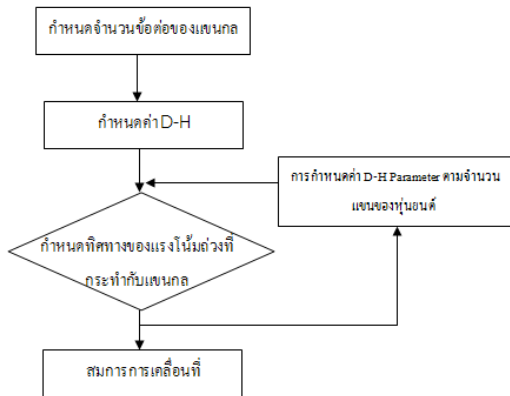 กำหนดจำนวนข้อต่อของแขนกล
กำหนดค่า D-H
การกำหนดค่า D-H Parameter ตามจำนวน
แขนของหุ่นยนต์
กำหนดทิศทางของแรงโน้มถ่วงที่
กระทำกับแขนกล
สมการการเคลื่อนที่